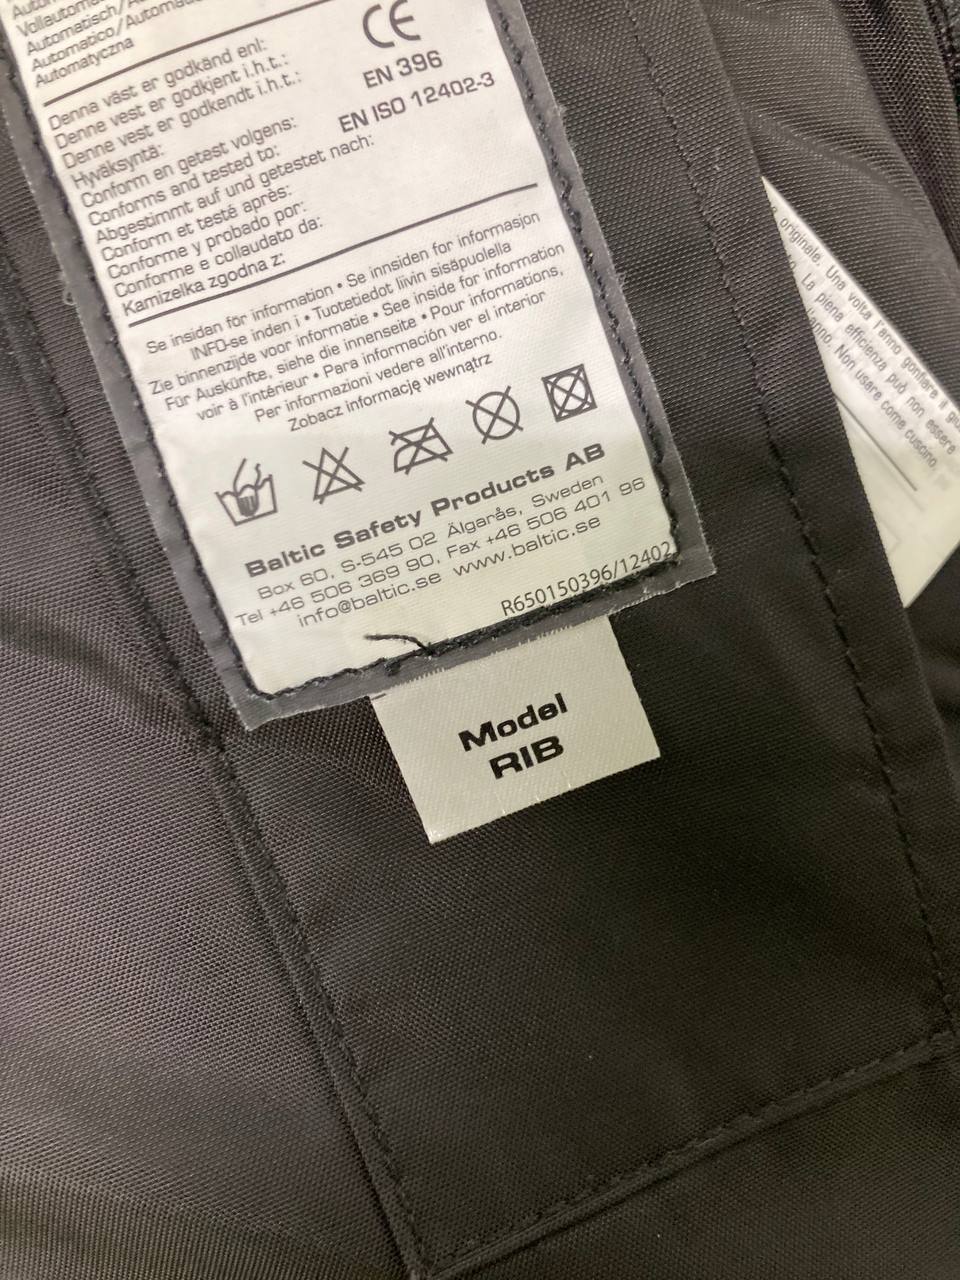 Automatisch/
Automatico/Automá
Automatyczna
CE
EN 396
EN ISO 12402-3
Denna väst er godkänd enl:
Denne vest er godkjent i.h.t.:
Denne vest er godkendt i.h.t.:
Hyväksyntä:
Conform en getest volgens:
Conforms and tested to:
Abgestimmt auf und getestet nach:
Conform et testé après:
Conforme y probado por:
Conforme e collaudato da:
Kamizelka zgodna z:
Se insidan för information • Se innsiden for informasjon
INFO-se inden i • Tuotetiedot liivin sisäpuolella
Zie binnenzijde voor informatie • See inside for information
Für Auskünfte, siehe die innenseite • Pour informations,
voir à l'intérieur • Para información ver el interior
Per informazioni vedere all'interno.
Zobacz informację wewnątrz
Baltic Safety Products AB
Box 60, S-545 02 Älgarås, Sweden
Tel +46 506 369 90, Fax +46 506 401 96
info@baltic.se www.baltic.se
R650150396/12402
Model
RIB
originale. Una volta l'anno gonfiare il giu
La piena efficienza può non essere
l'anno. Non usare come cuscino.